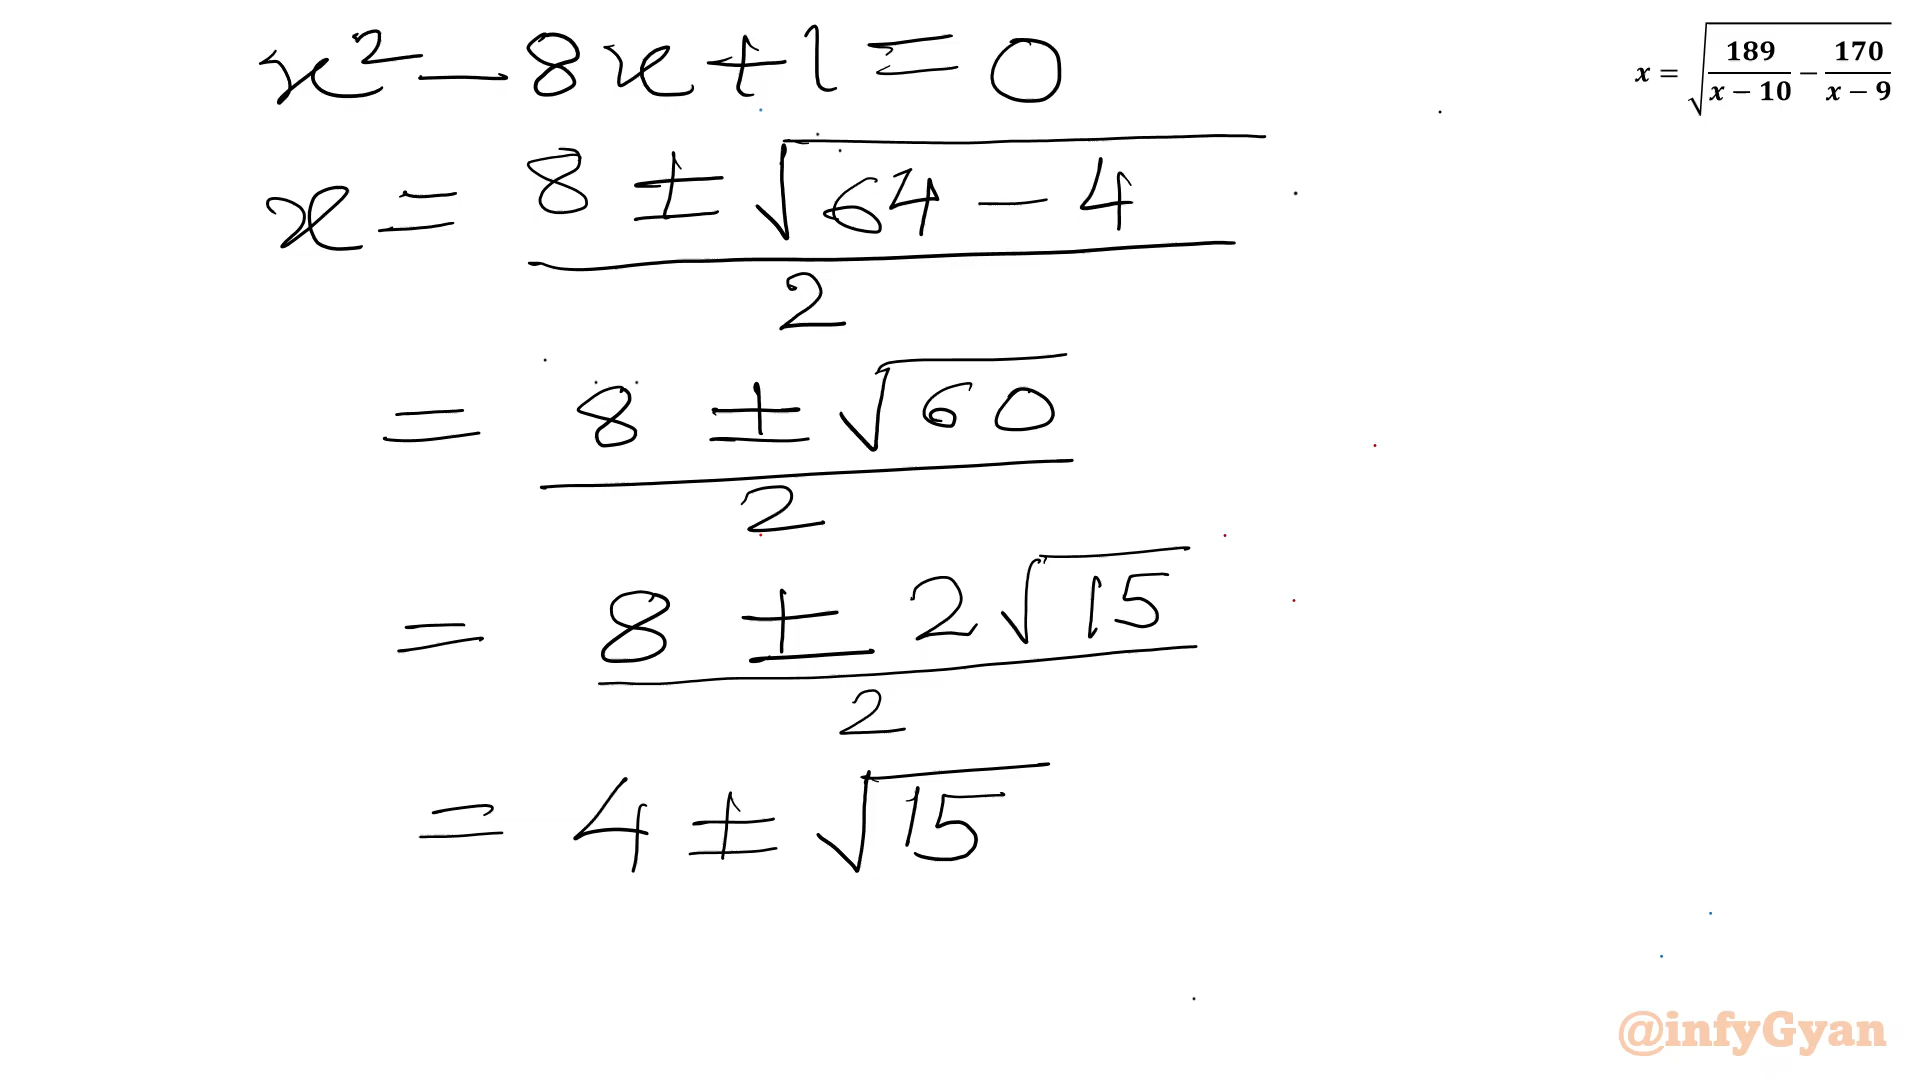 x² - 8x + 1 = 0
x = √(189/(x − 10) − 170/(x − 9))
x = (8 ± √(64 - 4))/2
= (8 ± √60)/2
= (8 ± 2√15)/2
= 4 ± √15
@infyGyan